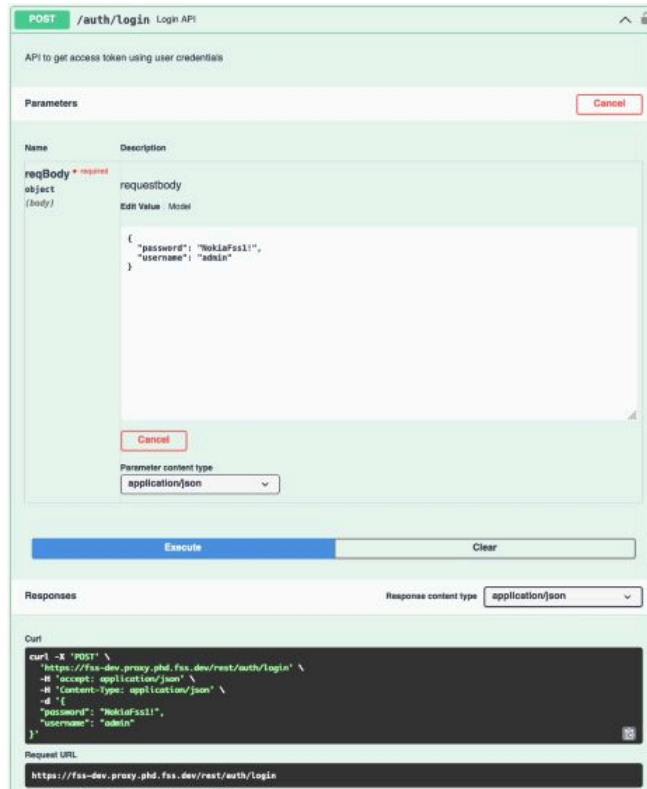 POST /auth/login Login API
API to get access token using user credentials
Parameters
Cancel
Name Description
reqBody * required
object
(body)
requestbody
Edit Value Model
{
"password": "NokiaFss1!",
"username": "admin"
}
Cancel
Parameter content type
application/json
Execute Clear
Responses
Response content type application/json
Curl
curl -X 'POST' \
'https://fss-dev.proxy.phd.fss.dev/rest/auth/login' \
-H 'accept: application/json' \
-H 'Content-Type: application/json' \
-d '{
"password": "NokiaFss1!",
"username": "admin"
}'
Request URL
https://fss-dev.proxy.phd.fss.dev/rest/auth/login